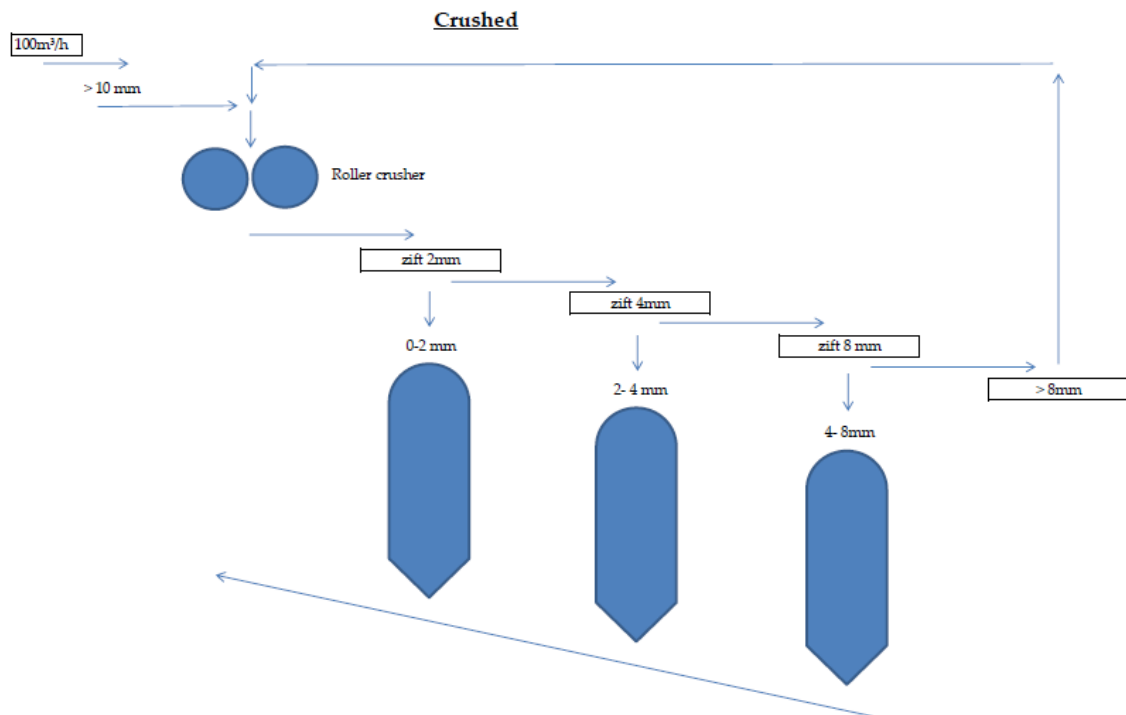 Crushed
100m³/h
> 10 mm
Roller crusher
zift 2mm
zift 4mm
zift 8 mm
0-2 mm
2- 4 mm
> 8mm
4- 8mm